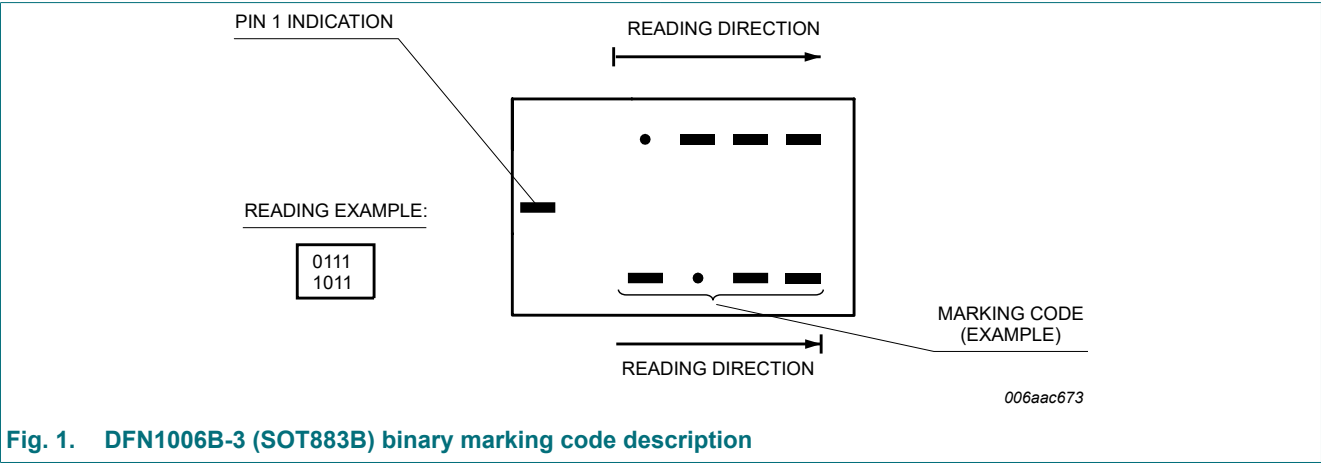 PIN 1 INDICATION
READING DIRECTION
READING EXAMPLE:
0111
1011
MARKING CODE
(EXAMPLE)
READING DIRECTION
006aac673
Fig. 1. DFN1006B-3 (SOT883B) binary marking code description